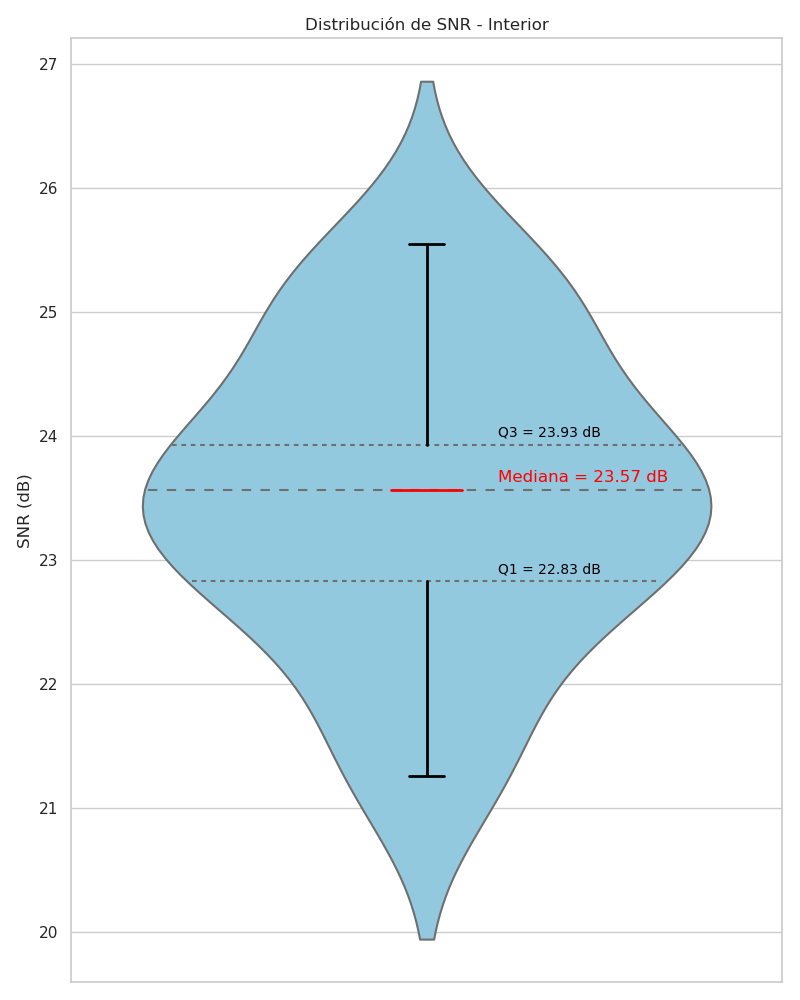 Distribución de SNR - Interior
27
26
25
24
23
22
21
20
SNR (dB)
Q3 = 23.93 dB
Mediana = 23.57 dB
Q1 = 22.83 dB